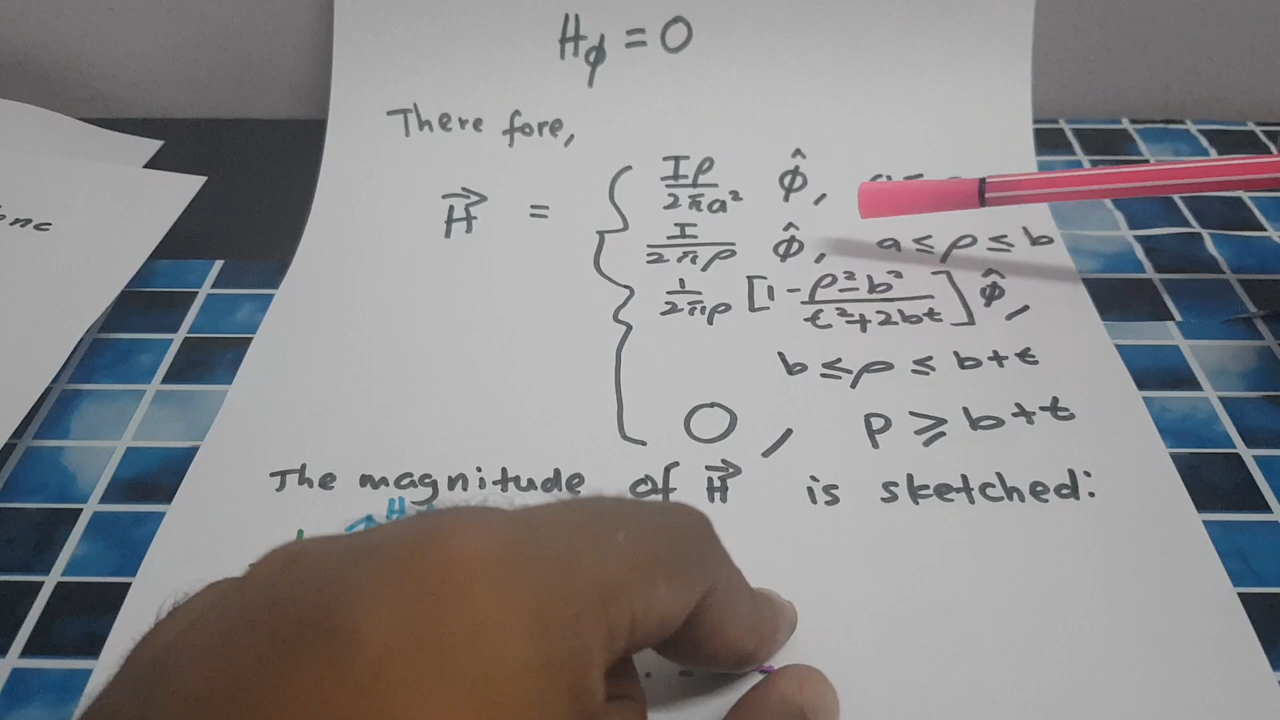 H_ϕ = 0
There fore,
H⃗ = { Iρ/2πa² ϕ̂,
I/2πρ ϕ̂, a ≤ ρ ≤ b
1/2πρ [1 - ρ² - b²/t² + 2bt] ϕ̂,
b ≤ ρ ≤ b+t
0, ρ ≥ b+t
The magnitude of H⃗ is sketched:
H